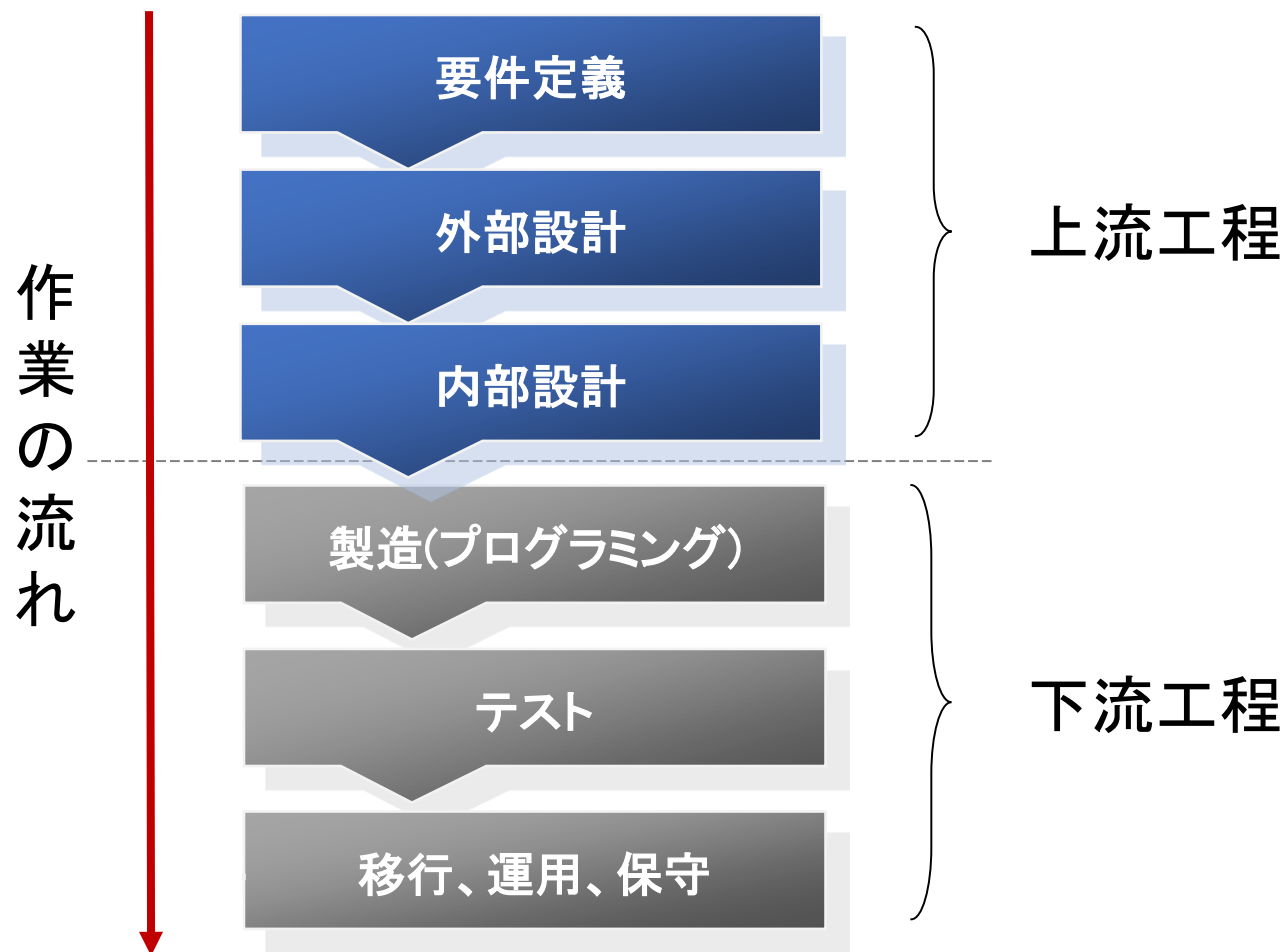 作業の流れ
要件定義
外部設計
内部設計
上流工程
製造(プログラミング)
テスト
移行、運用、保守
下流工程